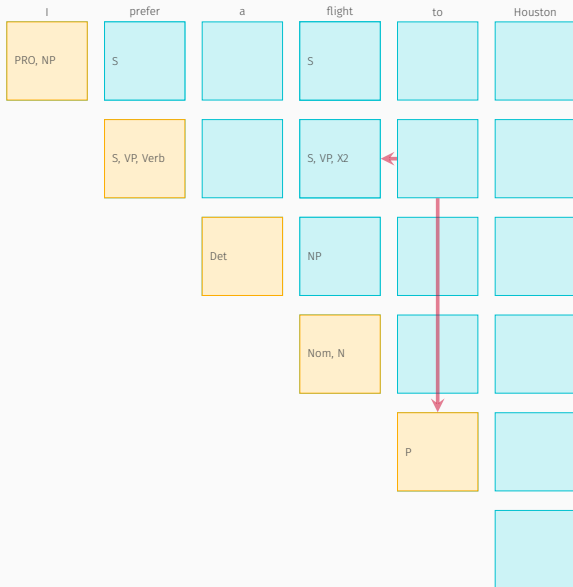 I prefer a flight to Houston
PRO, NP S S
S, VP, Verb S, VP, X2
Det NP
Nom, N
P